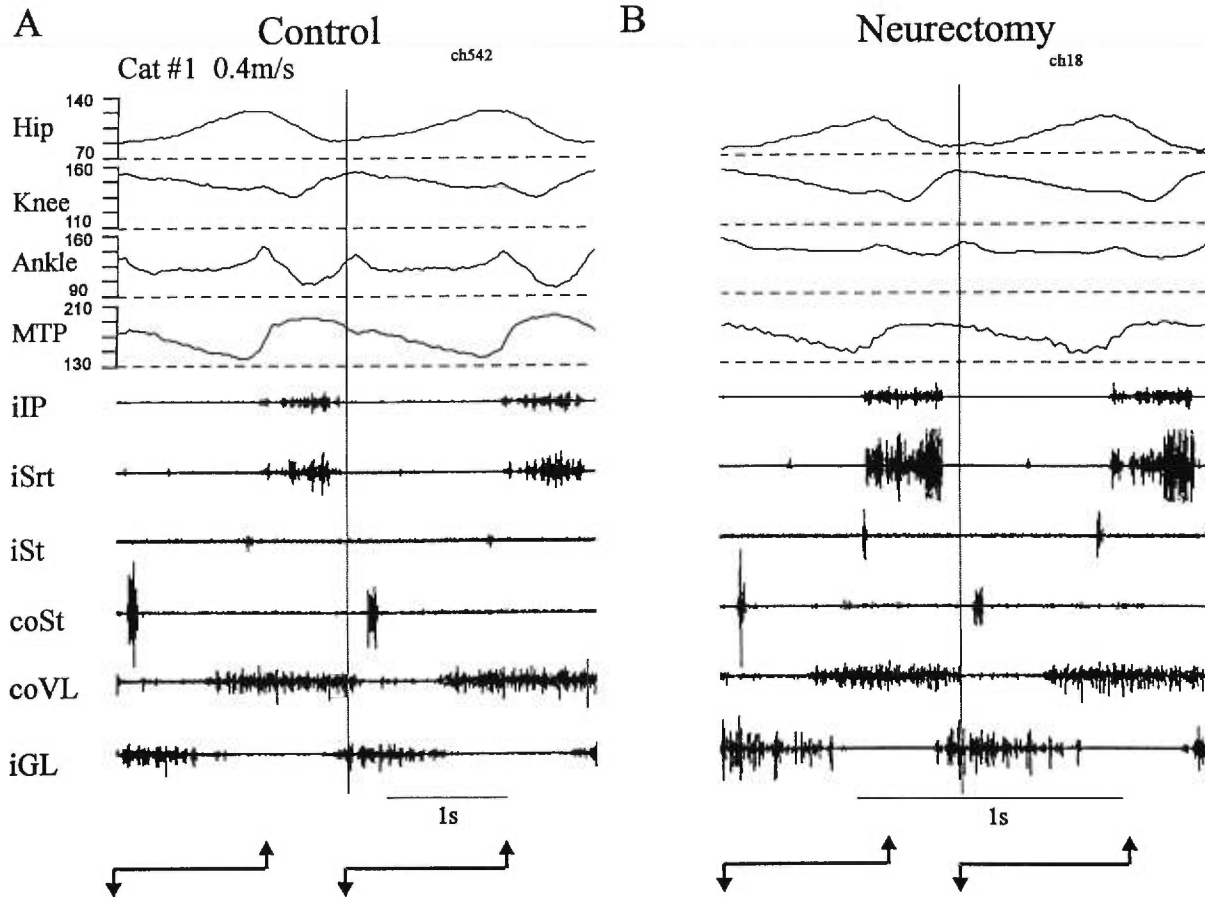 A
Control
ch542
Cat #1 0.4m/s
B
Neurectomy
ch18
Hip
140
70
Knee
160
110
Ankle
160
90
MTP
210
130
iIP
iSrt
iSt
coSt
coVL
iGL
1s
1s